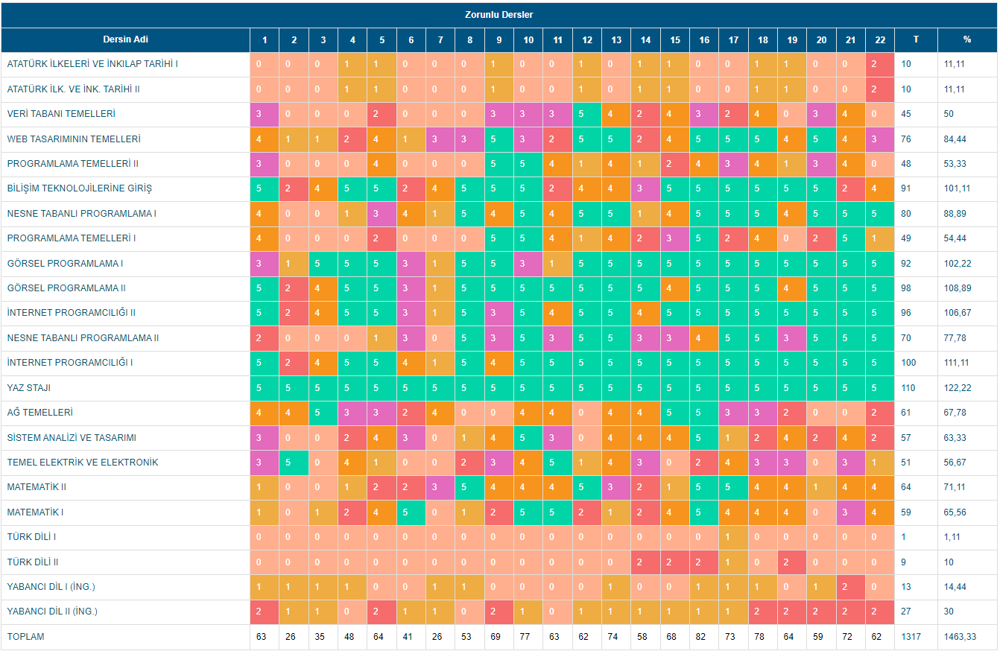 Zorunlu Dersler
Dersin Adi 1 2 3 4 5 6 7 8 9 10 11 12 13 14 15 16 17 18 19 20 21 22 T %
ATATÜRK İLKELERİ VE İNKILAP TARİHİ I 0 0 0 1 1 0 0 0 1 0 0 1 0 1 1 0 0 1 1 0 0 2 10 11,11
ATATÜRK İLK. VE İNK. TARİHİ II 0 0 0 1 1 0 0 0 1 0 0 1 0 1 1 0 0 1 1 0 0 2 10 11,11
VERİ TABANI TEMELLERİ 3 0 0 0 2 0 0 0 3 3 3 5 4 2 4 3 2 4 0 3 4 0 45 50
WEB TASARIMININ TEMELLERİ 4 1 1 2 4 1 3 3 5 3 2 5 5 2 4 5 5 5 4 5 4 3 76 84,44
PROGRAMLAMA TEMELLERİ II 3 0 0 0 4 0 0 0 5 5 4 1 4 1 2 4 3 4 1 3 4 0 48 53,33
BİLİŞİM TEKNOLOJİLERİNE GİRİŞ 5 2 4 5 5 2 4 5 5 5 2 4 4 3 5 5 5 5 5 5 2 4 91 101,11
NESNE TABANLI PROGRAMLAMA I 4 0 0 1 3 4 1 5 4 5 4 5 5 1 4 5 5 5 4 5 5 5 80 88,89
PROGRAMLAMA TEMELLERİ I 4 0 0 0 2 0 0 0 5 5 4 1 4 2 3 5 2 4 0 2 5 1 49 54,44
GÖRSEL PROGRAMLAMA I 3 1 5 5 5 3 1 5 5 3 1 5 5 5 5 5 5 5 5 5 5 5 92 102,22
GÖRSEL PROGRAMLAMA II 5 2 4 5 5 3 1 5 5 5 5 5 5 5 4 5 5 5 4 5 5 5 98 108,89
İNTERNET PROGRAMCILIĞI II 5 2 4 5 5 3 1 5 3 5 4 5 5 4 5 5 5 5 5 5 5 5 96 106,67
NESNE TABANLI PROGRAMLAMA II 2 0 0 0 1 3 0 5 3 5 3 5 5 3 3 4 5 5 3 5 5 5 70 77,78
İNTERNET PROGRAMCILIĞI I 5 2 4 5 5 4 1 5 4 5 5 5 5 5 5 5 5 5 5 5 5 5 100 111,11
YAZ STAJI 5 5 5 5 5 5 5 5 5 5 5 5 5 5 5 5 5 5 5 5 5 5 110 122,22
AĞ TEMELLERİ 4 4 5 3 3 2 4 0 0 4 4 0 4 4 5 5 3 3 2 0 0 2 61 67,78
SİSTEM ANALİZİ VE TASARIMI 3 0 0 2 4 3 0 1 4 5 3 0 4 4 4 5 1 2 4 2 4 2 57 63,33
TEMEL ELEKTRİK VE ELEKTRONİK 3 5 0 4 1 0 0 2 3 4 5 1 4 3 0 2 4 3 3 0 3 1 51 56,67
MATEMATİK II 1 0 0 1 2 2 3 5 4 4 4 5 3 2 1 5 5 4 4 1 4 4 64 71,11
MATEMATİK I 1 0 1 2 4 5 0 1 2 5 5 2 1 2 4 5 4 4 4 0 3 4 59 65,56
TÜRK DİLİ I 0 0 0 0 0 0 0 0 0 0 0 0 0 0 0 0 1 0 0 0 0 0 1 1,11
TÜRK DİLİ II 0 0 0 0 0 0 0 0 0 0 0 0 0 2 2 2 1 0 2 0 0 0 9 10
YABANCI DİL I (İNG.) 1 1 1 1 0 0 1 1 0 0 0 0 1 0 0 1 1 1 0 1 2 0 13 14,44
YABANCI DİL II (İNG.) 2 1 1 0 2 1 1 0 2 1 0 1 1 1 1 1 1 2 2 2 2 2 27 30
TOPLAM 63 26 35 48 64 41 26 53 69 77 63 62 74 58 68 82 73 78 64 59 72 62 1317 1463,33